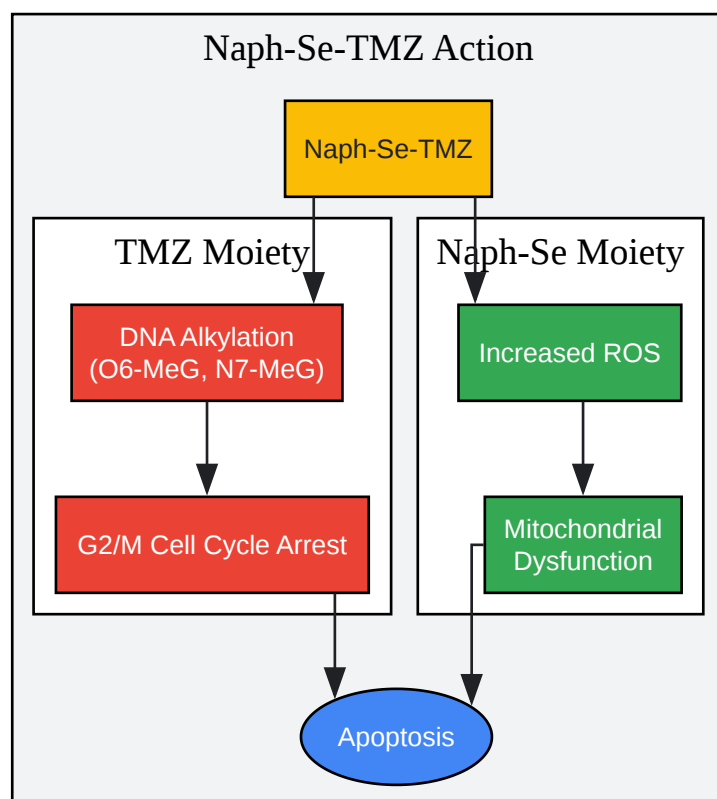 Naph-Se-TMZ Action
Naph-Se-TMZ
TMZ Moiety
Naph-Se Moiety
DNA Alkylation
(O6-MeG, N7-MeG)
Increased ROS
G2/M Cell Cycle Arrest
Mitochondrial
Dysfunction
Apoptosis